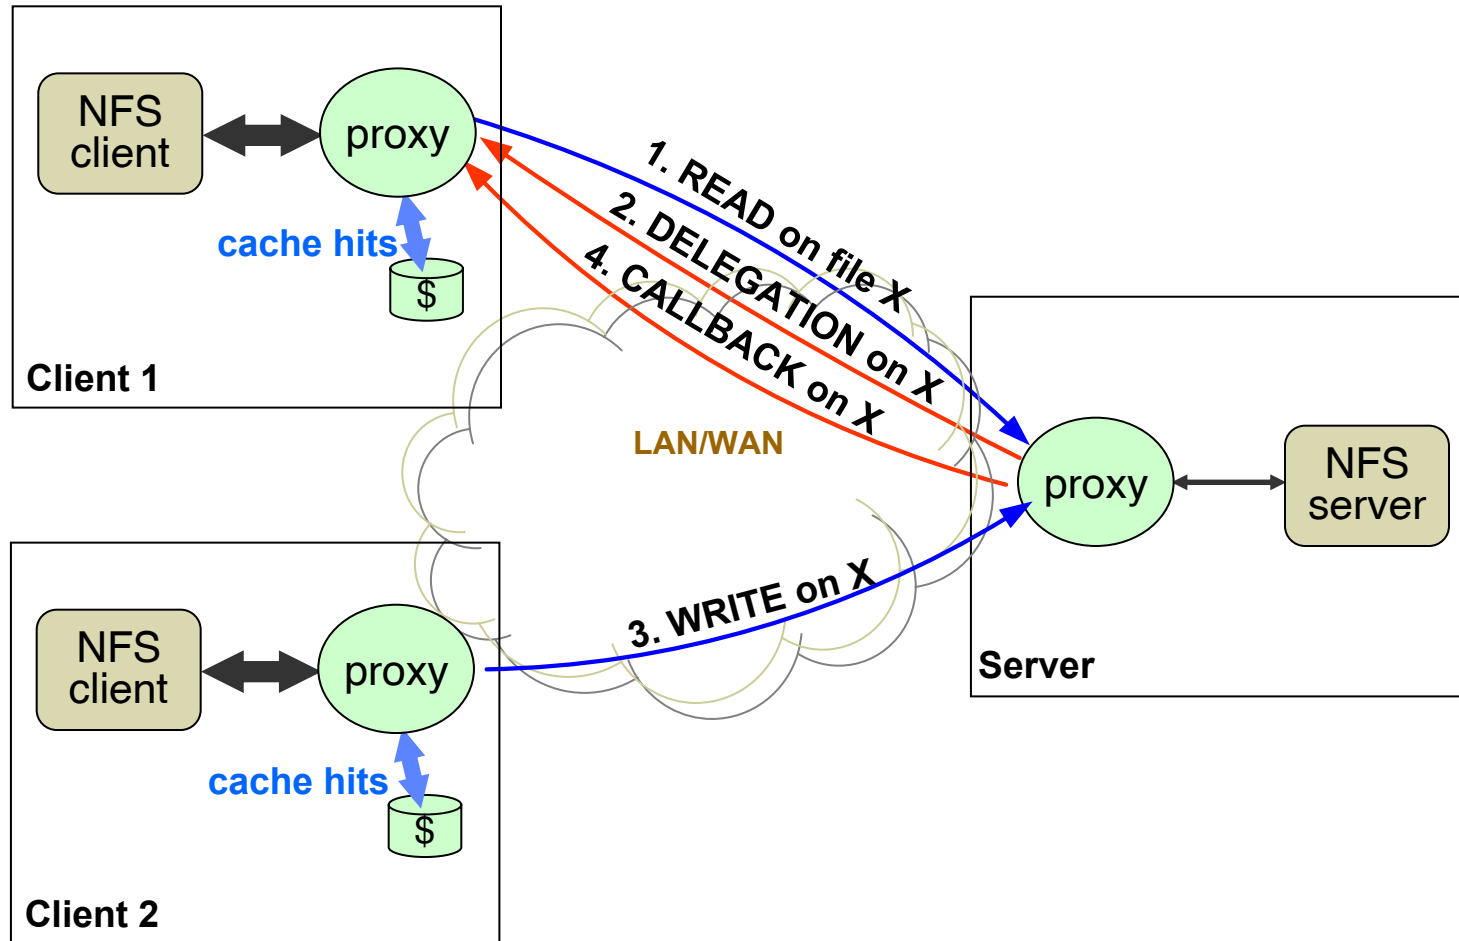 NFS
client
proxy
cache hits
$
Client 1
1. READ on file X
2. DELEGATION on X
4. CALLBACK on X
LAN/WAN
proxy
NFS
server
Server
3. WRITE on X
NFS
client
proxy
cache hits
$
Client 2